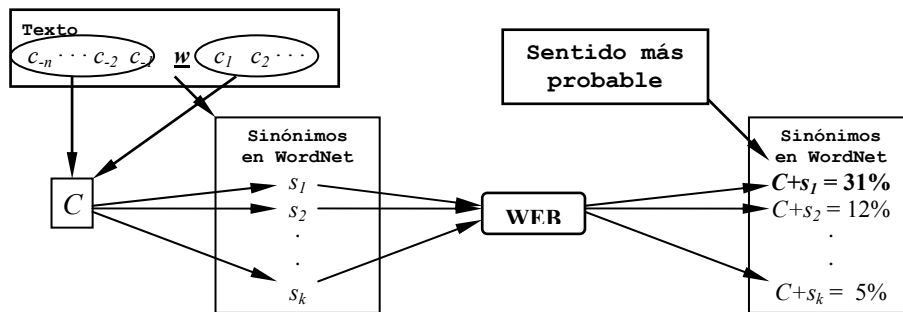 Texto
c-n ··· c-2 c-1 w c1 c2 ···
Sentido más
probable
Sinónimos
en WordNet
s1
s2
.
.
sk
C
WEB
Sinónimos
en WordNet
C+s1 = 31%
C+s2 = 12%
.
.
C+sk = 5%